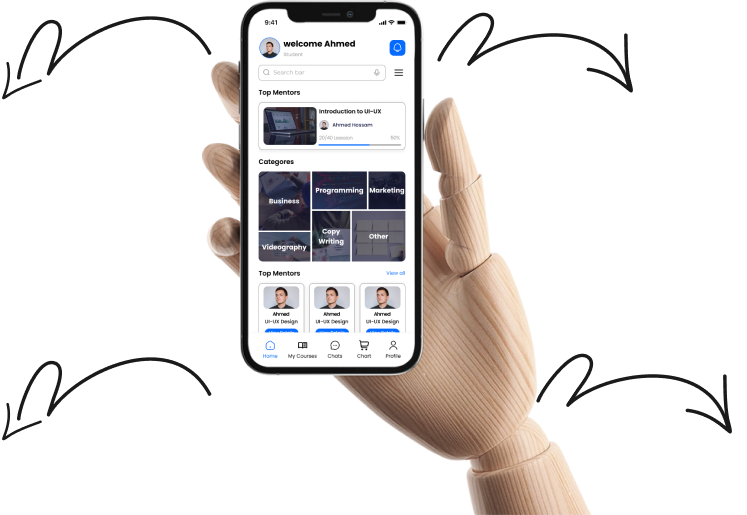 9:41
welcome Ahmed
Student
Search bar
Top Mentors
Introduction to UI-UX
Ahmed Hossam
20/40 Lesssion 50%
Categores
Business
Programming
Marketing
Copy
Writing
Other
Videography
Top Mentors View all
Ahmed Ahmed Ahmed
UI-UX Design UI-UX Design UI-UX Design
Home My Courses Chats Chart Profile